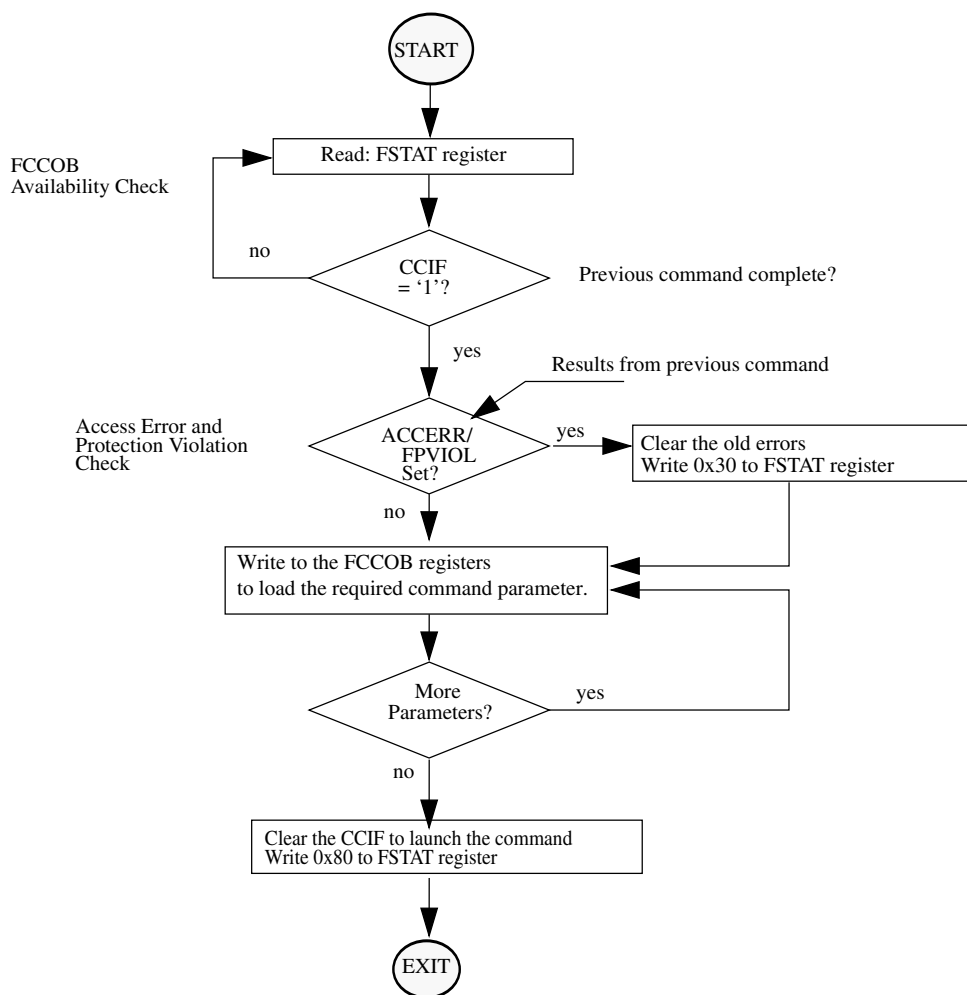 START
Read: FSTAT register
FCCOB
Availability Check
no
CCIF
= ‘1’?
Previous command complete?
yes
Results from previous command
Access Error and
Protection Violation
Check
ACCERR/
FPVIOL
Set?
yes
Clear the old errors
Write 0x30 to FSTAT register
no
Write to the FCCOB registers
to load the required command parameter.
More
Parameters?
yes
no
Clear the CCIF to launch the command
Write 0x80 to FSTAT register
EXIT